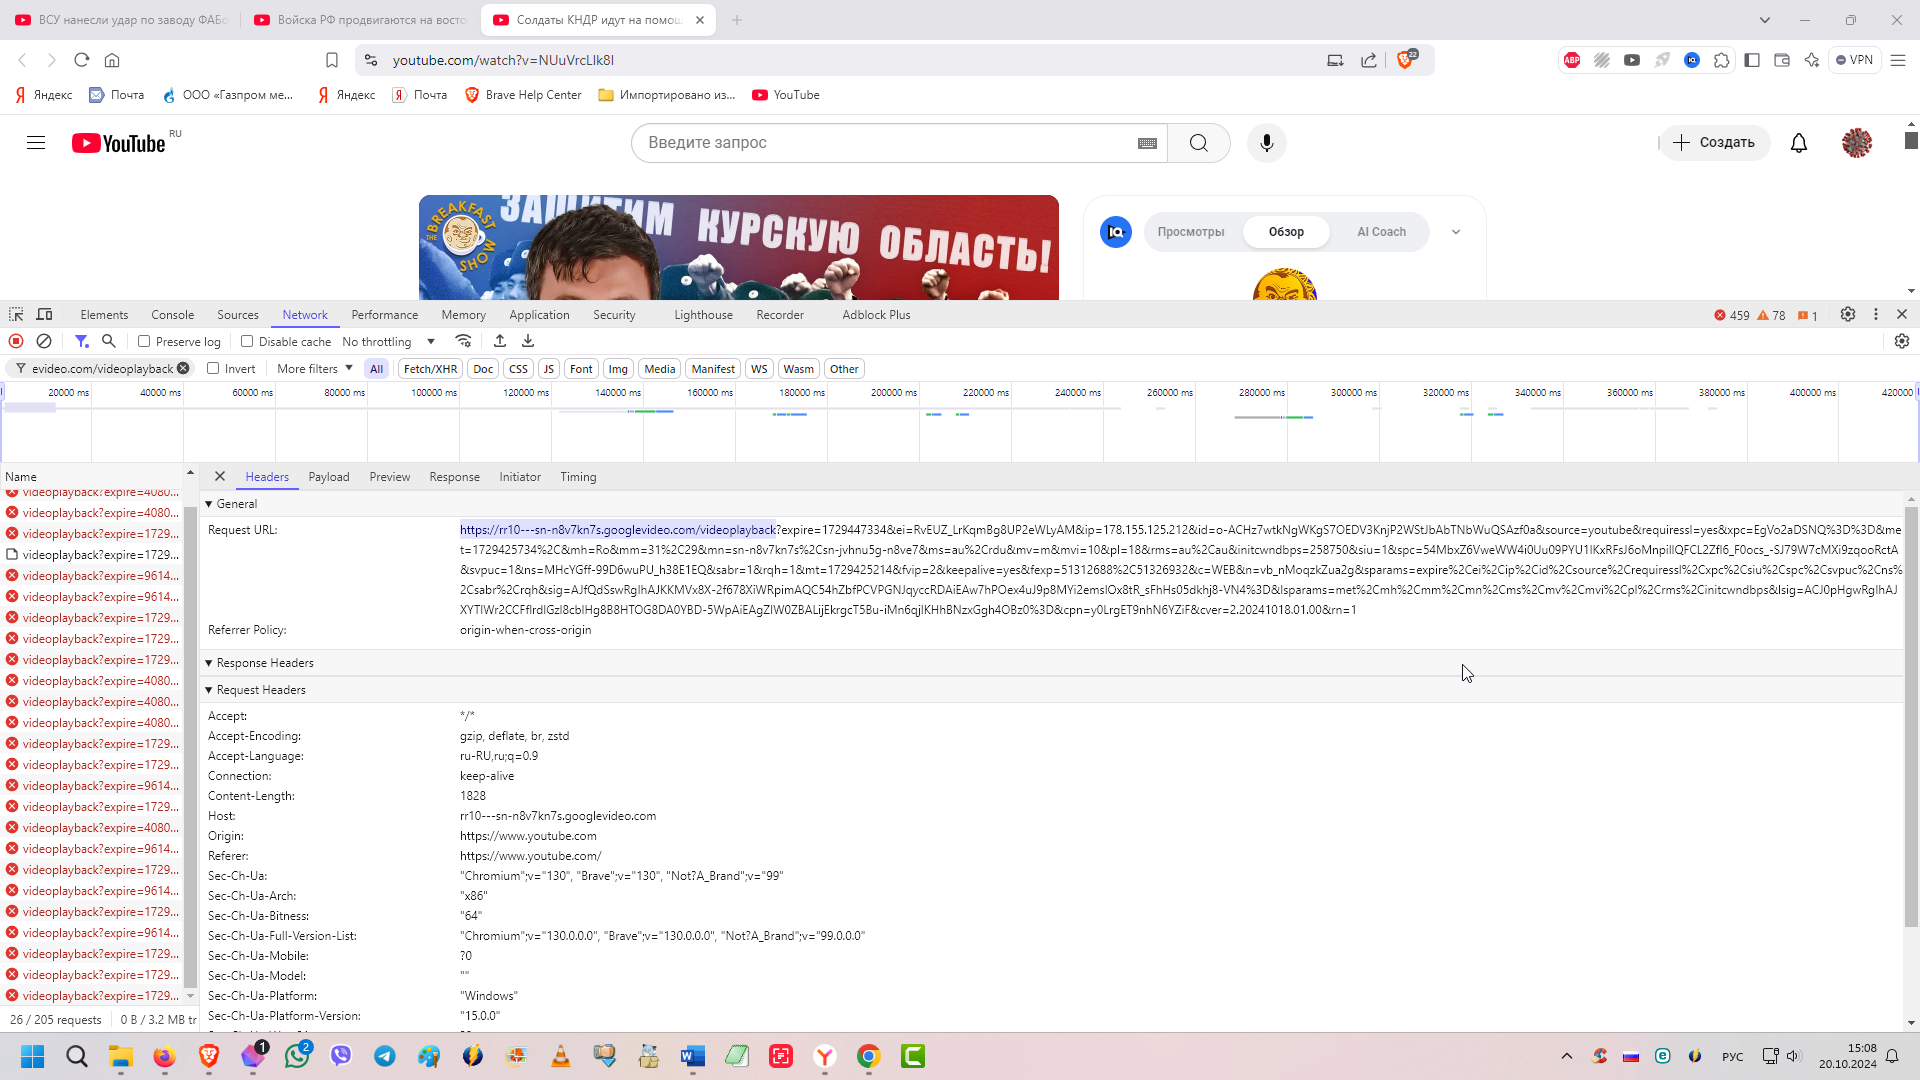 ВСУ нанесли удар по заводу ФАБ
Войска РФ продвигаются на восто
Солдаты КНДР идут на помощ
youtube.com/watch?v=NUuVrcLlk8I
22
ABP
VPN
Яндекс
Почта
ООО «Газпром ме...
Яндекс
Почта
Brave Help Center
Импортировано из...
YouTube
YouTube
RU
Введите запрос
Создать
THE BREAKFAST SHOW
ЗАЩИТИМ КУРСКУЮ ОБЛАСТЬ!
Просмотры
Обзор
AI Coach
Elements
Console
Sources
Network
Performance
Memory
Application
Security
Lighthouse
Recorder
Adblock Plus
459
78
1
Preserve log
Disable cache
No throttling
evideo.com/videoplayback
Invert
More filters
All
Fetch/XHR
Doc
CSS
JS
Font
Img
Media
Manifest
WS
Wasm
Other
20000 ms
40000 ms
60000 ms
80000 ms
100000 ms
120000 ms
140000 ms
160000 ms
180000 ms
200000 ms
220000 ms
240000 ms
260000 ms
280000 ms
300000 ms
320000 ms
340000 ms
360000 ms
380000 ms
400000 ms
420000
Name
videoplayback?expire=4080...
videoplayback?expire=4080...
videoplayback?expire=1729...
videoplayback?expire=1729...
videoplayback?expire=9614...
videoplayback?expire=9614...
videoplayback?expire=1729...
videoplayback?expire=1729...
videoplayback?expire=1729...
videoplayback?expire=4080...
videoplayback?expire=4080...
videoplayback?expire=4080...
videoplayback?expire=1729...
videoplayback?expire=1729...
videoplayback?expire=9614...
videoplayback?expire=1729...
videoplayback?expire=4080...
videoplayback?expire=9614...
videoplayback?expire=1729...
videoplayback?expire=9614...
videoplayback?expire=1729...
videoplayback?expire=9614...
videoplayback?expire=1729...
videoplayback?expire=1729...
videoplayback?expire=1729...
26 / 205 requests
0 B / 3.2 MB tr
Headers
Payload
Preview
Response
Initiator
Timing
General
Request URL:
https://rr10---sn-n8v7kn7s.googlevideo.com/videoplayback?expire=1729447334&ei=RvEUZ_LrKqmBg8UP2eWLyAM&ip=178.155.125.212&id=o-ACHz7wtkNgWKgS7OEDV3KnjP2WStJbAbTNbWuQSAzf0a&source=youtube&requiressl=yes&xpc=EgVo2aDSNQ%3D%3D&me
t=1729425734%2C&mh=Ro&mm=31%2C29&mn=sn-n8v7kn7s%2Csn-jvhnu5g-n8ve7&ms=au%2Crdu&mv=m&mvi=10&pl=18&rms=au%2Cau&initcwndbps=258750&siu=1&spc=54MbxZ6VweWW4i0Uu09PYU1lKxRFsJ6oMnpiIlQFCL2Zfl6_F0ocs_-SJ79W7cMXi9zqooRctA
&svpuc=1&ns=MHcYGff-99D6wuPU_h38E1EQ&sabr=1&rqh=1&mt=1729425214&fvip=2&keepalive=yes&fexp=51312688%2C51326932&c=WEB&n=vb_nMoqzkZua2g&sparams=expire%2Cei%2Cip%2Cid%2Csource%2Crequiressl%2Cxpc%2Csiu%2Cspc%2Csvpuc%2Cns%
2Csabr%2Crqh&sig=AJfQdSswRgIhAJKKMVx8X-2f678XiWRpimAQC54hZbfPCVPGNJqyccRDAiEAw7hPOex4uJ9p8MYi2emslOx8tR_sFhHs05dkhj8-VN4%3D&lsparams=met%2Cmh%2Cmm%2Cmn%2Cms%2Cmv%2Cmvi%2Cpl%2Crms%2Cinitcwndbps&lsig=ACJ0pHgwRgIhAJ
XYTlWr2CCFflrdIGzl8cblHg8B8HTOG8DA0YBD-5WpAiEAgZlW0ZBALijEkrgcT5Bu-iMn6qjlKHhBNzxGgh4OBz0%3D&cpn=y0LrgET9nhN6YZiF&cver=2.20241018.01.00&rn=1
Referrer Policy:
origin-when-cross-origin
Response Headers
Request Headers
Accept:
*/*
Accept-Encoding:
gzip, deflate, br, zstd
Accept-Language:
ru-RU,ru;q=0.9
Connection:
keep-alive
Content-Length:
1828
Host:
rr10---sn-n8v7kn7s.googlevideo.com
Origin:
https://www.youtube.com
Referer:
https://www.youtube.com/
Sec-Ch-Ua:
"Chromium";v="130", "Brave";v="130", "Not?A_Brand";v="99"
Sec-Ch-Ua-Arch:
"x86"
Sec-Ch-Ua-Bitness:
"64"
Sec-Ch-Ua-Full-Version-List:
"Chromium";v="130.0.0.0", "Brave";v="130.0.0.0", "Not?A_Brand";v="99.0.0.0"
Sec-Ch-Ua-Mobile:
?0
Sec-Ch-Ua-Model:
""
Sec-Ch-Ua-Platform:
"Windows"
Sec-Ch-Ua-Platform-Version:
"15.0.0"
1
2
РУС
15:08
20.10.2024